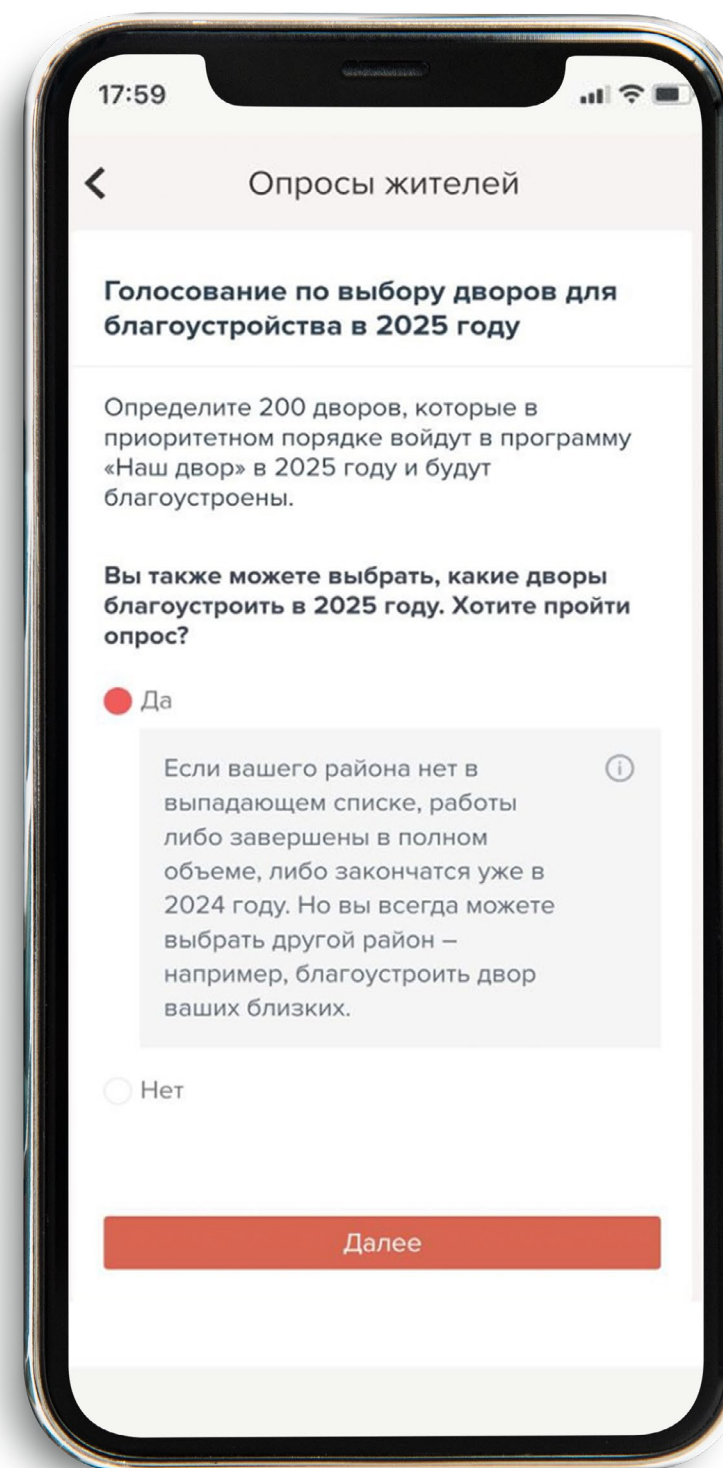 17:59
Опросы жителей
Голосование по выбору дворов для
благоустройства в 2025 году
Определите 200 дворов, которые в
приоритетном порядке войдут в программу
«Наш двор» в 2025 году и будут
благоустроены.
Вы также можете выбрать, какие дворы
благоустроить в 2025 году. Хотите пройти
опрос?
Да
Если вашего района нет в
выпадающем списке, работы
либо завершены в полном
объеме, либо закончатся уже в
2024 году. Но вы всегда можете
выбрать другой район –
например, благоустроить двор
ваших близких.
Нет
Далее